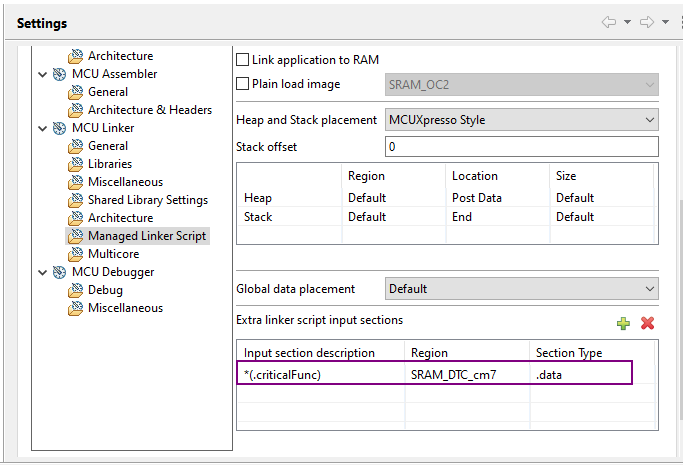 Settings
Architecture
MCU Assembler
General
Architecture & Headers
MCU Linker
General
Libraries
Miscellaneous
Shared Library Settings
Architecture
Managed Linker Script
Multicore
MCU Debugger
Debug
Miscellaneous
Link application to RAM
Plain load image SRAM_OC2
Heap and Stack placement MCUXpresso Style
Stack offset 0
Region Location Size
Heap Default Post Data Default
Stack Default End Default
Global data placement Default
Extra linker script input sections
Input section description Region Section Type
*(.criticalFunc) SRAM_DTC_cm7 .data